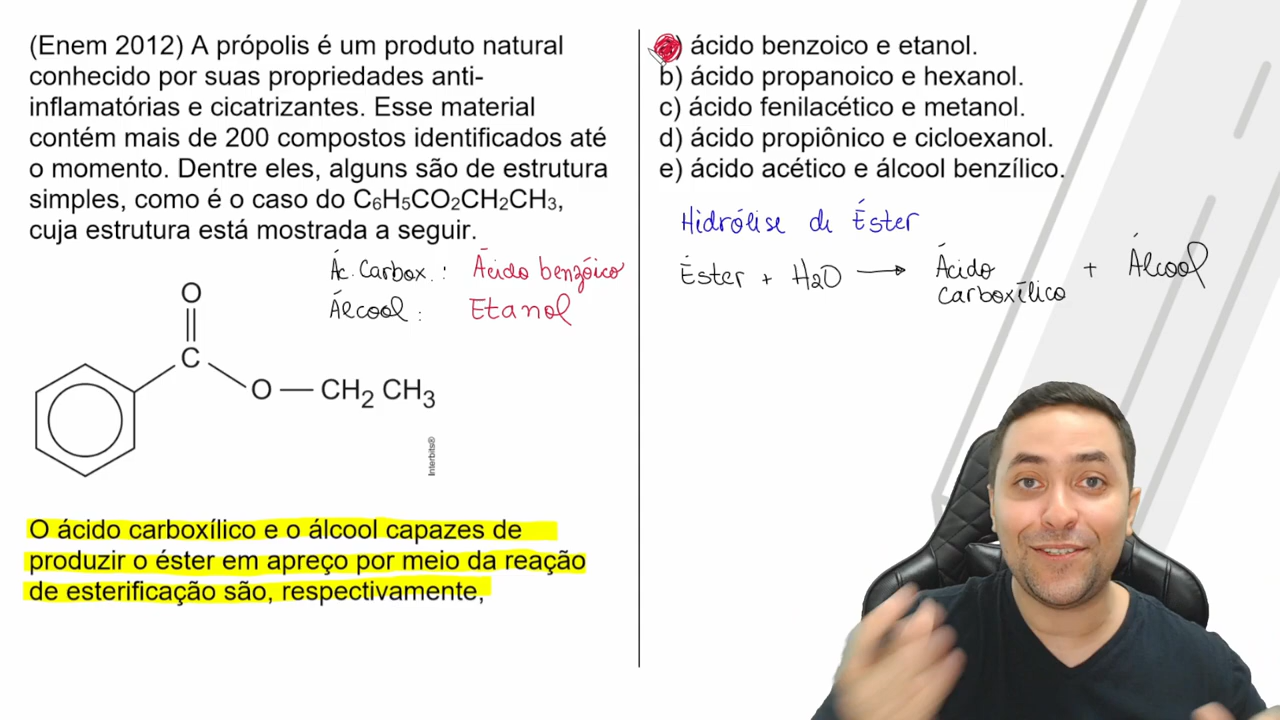 (Enem 2012) A própolis é um produto natural
conhecido por suas propriedades anti-
inflamatórias e cicatrizantes. Esse material
contém mais de 200 compostos identificados até
o momento. Dentre eles, alguns são de estrutura
simples, como é o caso do C₆H₅CO₂CH₂CH₃,
cuja estrutura está mostrada a seguir.
Ác. Carbox.: Ácido benzóico
Álcool: Etanol
O
C
O — CH₂ CH₃
Interbits®
O ácido carboxílico e o álcool capazes de
produzir o éster em apreço por meio da reação
de esterificação são, respectivamente,
) ácido benzoico e etanol.
b) ácido propanoico e hexanol.
c) ácido fenilacético e metanol.
d) ácido propiônico e cicloexanol.
e) ácido acético e álcool benzílico.
Hidrólise de Éster
Éster + H₂O → Ácido Carboxílico + Álcool